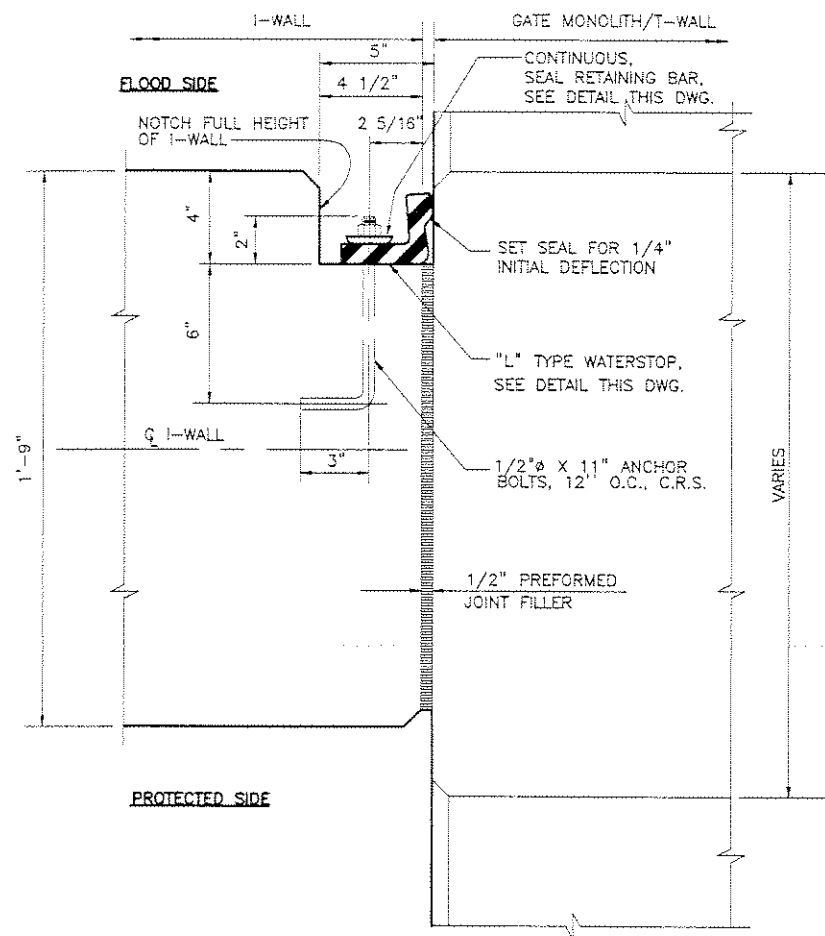 I-WALL
GATE MONOLITH/T-WALL
5"
CONTINUOUS,
SEAL RETAINING BAR,
SEE DETAIL THIS DWG.
FLOOD SIDE
4 1/2"
NOTCH FULL HEIGHT
OF I-WALL
2 5/16"
4"
2"
SET SEAL FOR 1/4"
INITIAL DEFLECTION
6"
"L" TYPE WATERSTOP,
SEE DETAIL THIS DWG.
℄ I-WALL
3"
1'-9"
1/2"ø X 11" ANCHOR
BOLTS, 12" O.C., C.R.S.
VARIES
1/2" PREFORMED
JOINT FILLER
PROTECTED SIDE